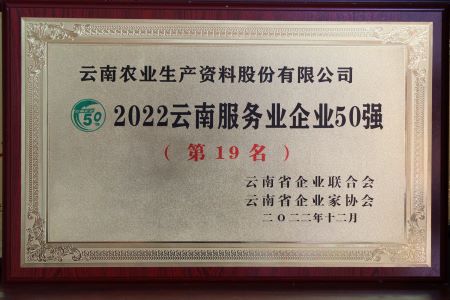 云南农业生产资料股份有限公司
50
2022云南服务业企业50强
(第19名)
云南省企业联合会
云南省企业家协会
二〇二二年十二月